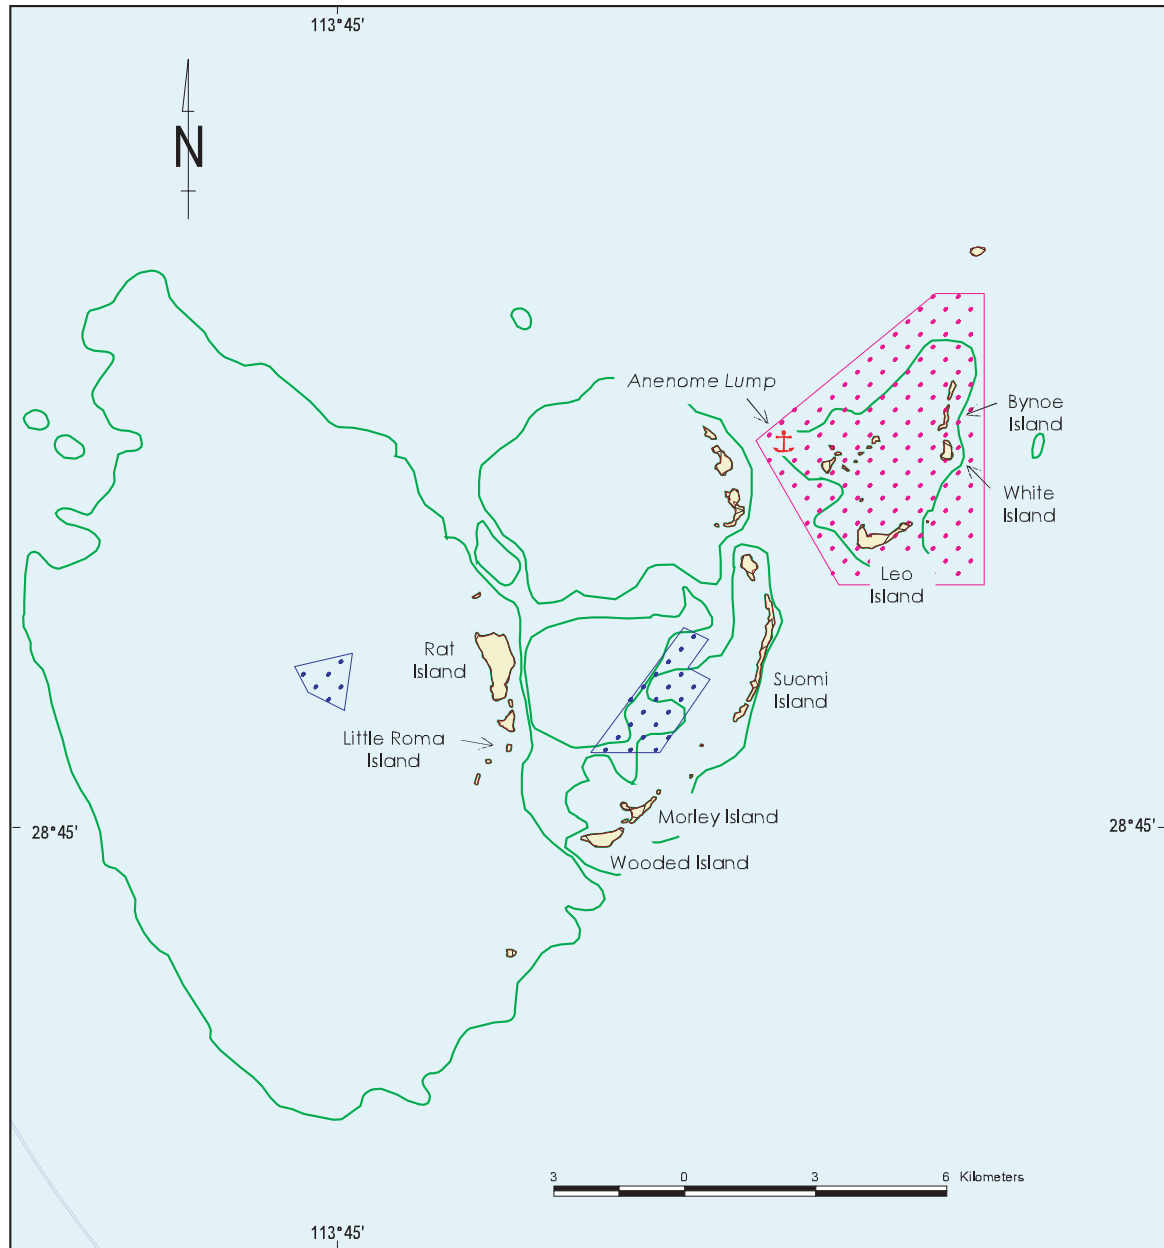 113°45'
N
Anenome Lump
Bynoe
Island
White
Island
Leo
Island
Rat
Island
Suomi
Island
Little Roma
Island
Morley Island
28°45'
28°45'
Wooded Island
3 0 3 6 Kilometers
113°45'